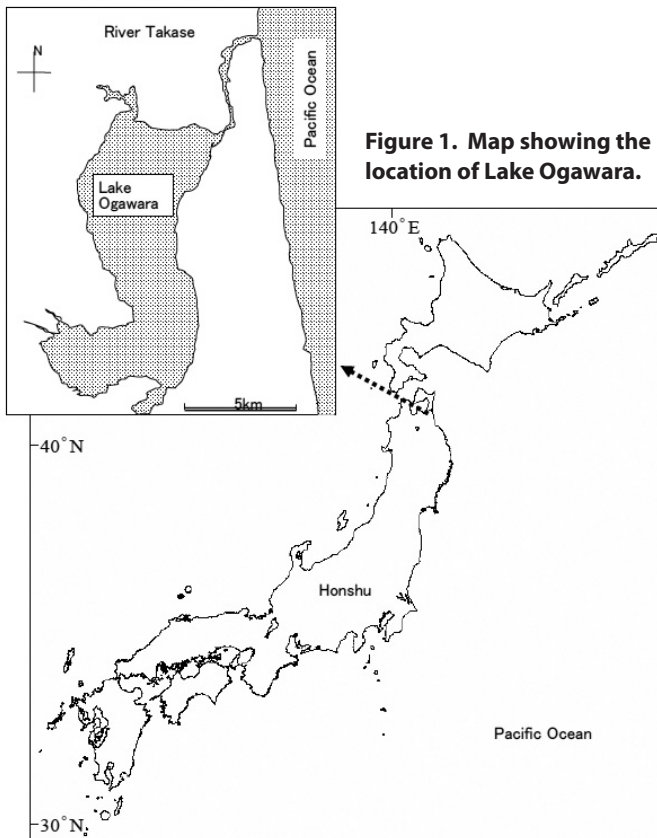 River Takase
N
Pacific Ocean
Lake
Ogawara
5km
Figure 1. Map showing the
location of Lake Ogawara.
140°E
40°N
Honshu
Pacific Ocean
30°N